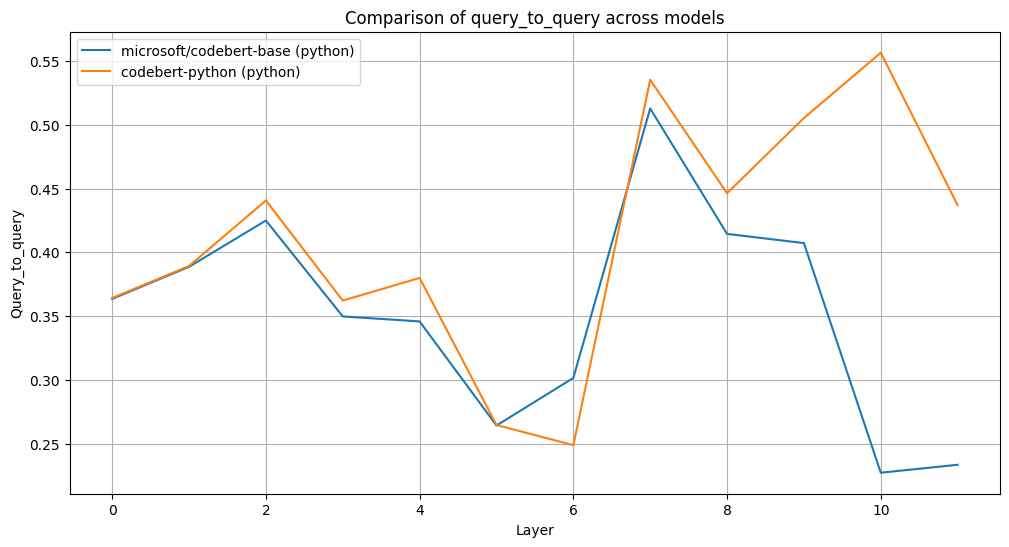 Comparison of query_to_query across models
microsoft/codebert-base (python)
codebert-python (python)
Query_to_query
0.55
0.50
0.45
0.40
0.35
0.30
0.25
0 2 4 6 8 10
Layer